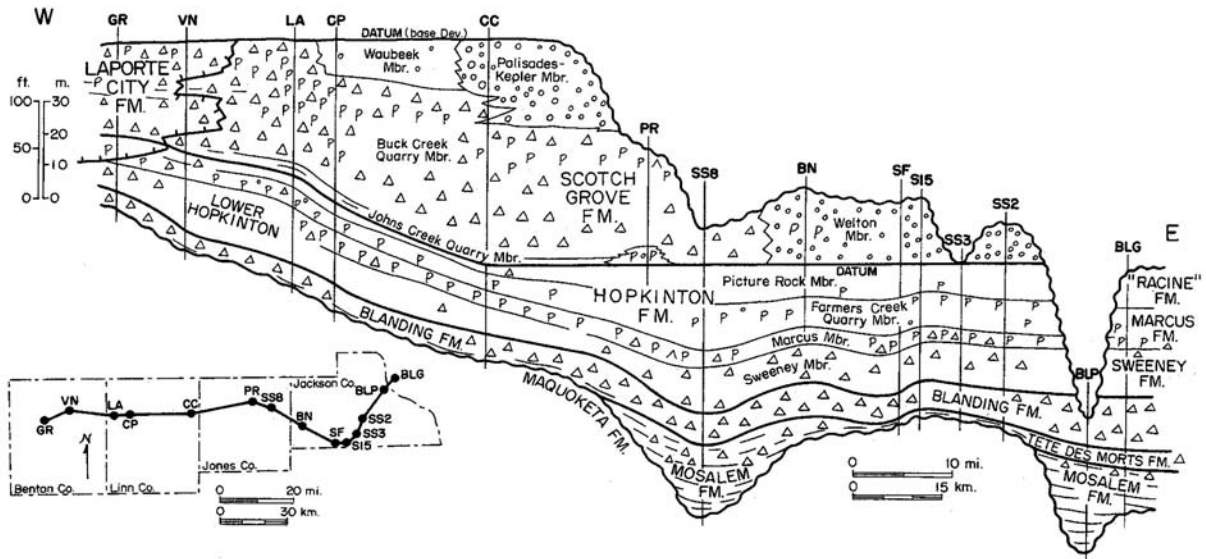 W
GR
VN
LA
CP
CC
DATUM (base Dev.)
Waubeek
Mbr.
Palisades-
Kepler Mbr.
ft.
m.
100
30
20
50
10
0
0
LAPORTE
CITY
FM.
Buck Creek
Quarry Mbr.
SCOTCH
GROVE
FM.
PR
SS8
BN
SF
S15
SS3
SS2
BLG
E
Welton
Mbr.
DATUM
Picture Rock Mbr.
"RACINE"
FM.
LOWER
HOPKINTON
Johns Creek Quarry Mbr.
HOPKINTON
FM.
Farmers Creek
Quarry Mbr.
MARCUS
FM.
Marcus Mbr.
Sweeney Mbr.
SWEENEY
FM.
BLP
BLANDING FM.
BLANDING FM.
MAQUOKETA FM.
TETE DES MORTS FM.
MOSALEM
FM.
MOSALEM
FM.
0
10 mi.
0
15 km.
Jackson Co.
BLG
BLP
PR
SS8
VN
LA
CC
GR
CP
BN
SS2
SF
SS3
S15
N
Benton Co.
Linn Co.
Jones Co.
0
20 mi.
0
30 km.